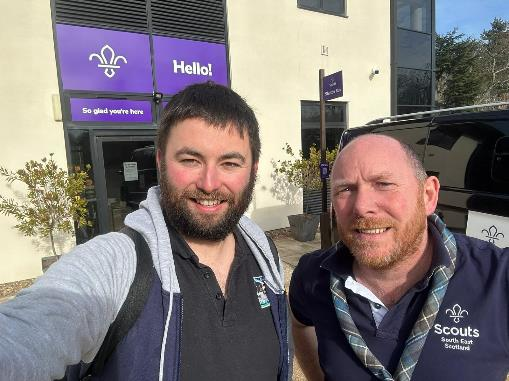 Hello!
So glad you're here
Scouts
South East
Scotland